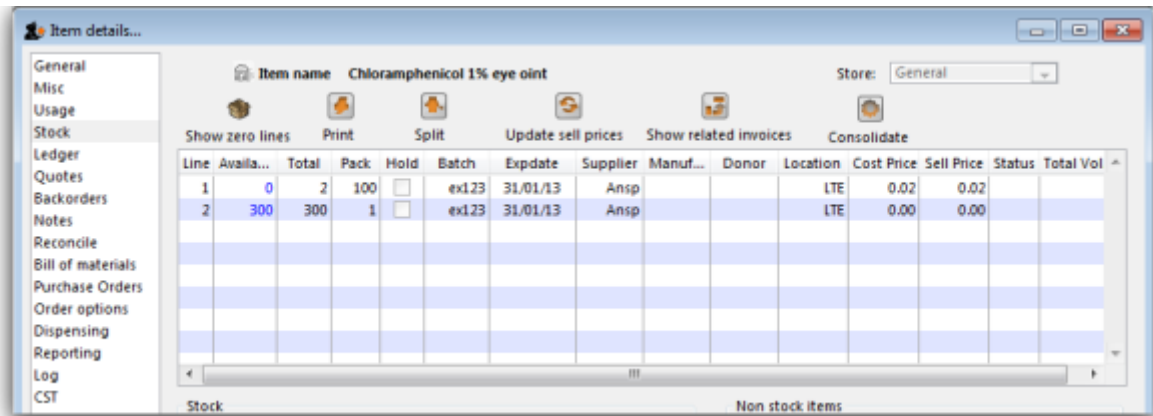 Item details...
General
Misc
Usage
Stock
Ledger
Quotes
Backorders
Notes
Reconcile
Bill of materials
Purchase Orders
Order options
Dispensing
Reporting
Log
CST
Item name Chloramphenicol 1% eye oint Store: General
Show zero lines Print Split Update sell prices Show related invoices Consolidate
Line Availa... Total Pack Hold Batch Expdate Supplier Manuf... Donor Location Cost Price Sell Price Status Total Vol
1 0 2 100 ex123 31/01/13 Ansp LTE 0.02 0.02
2 300 300 1 ex123 31/01/13 Ansp LTE 0.00 0.00
Stock Non stock items